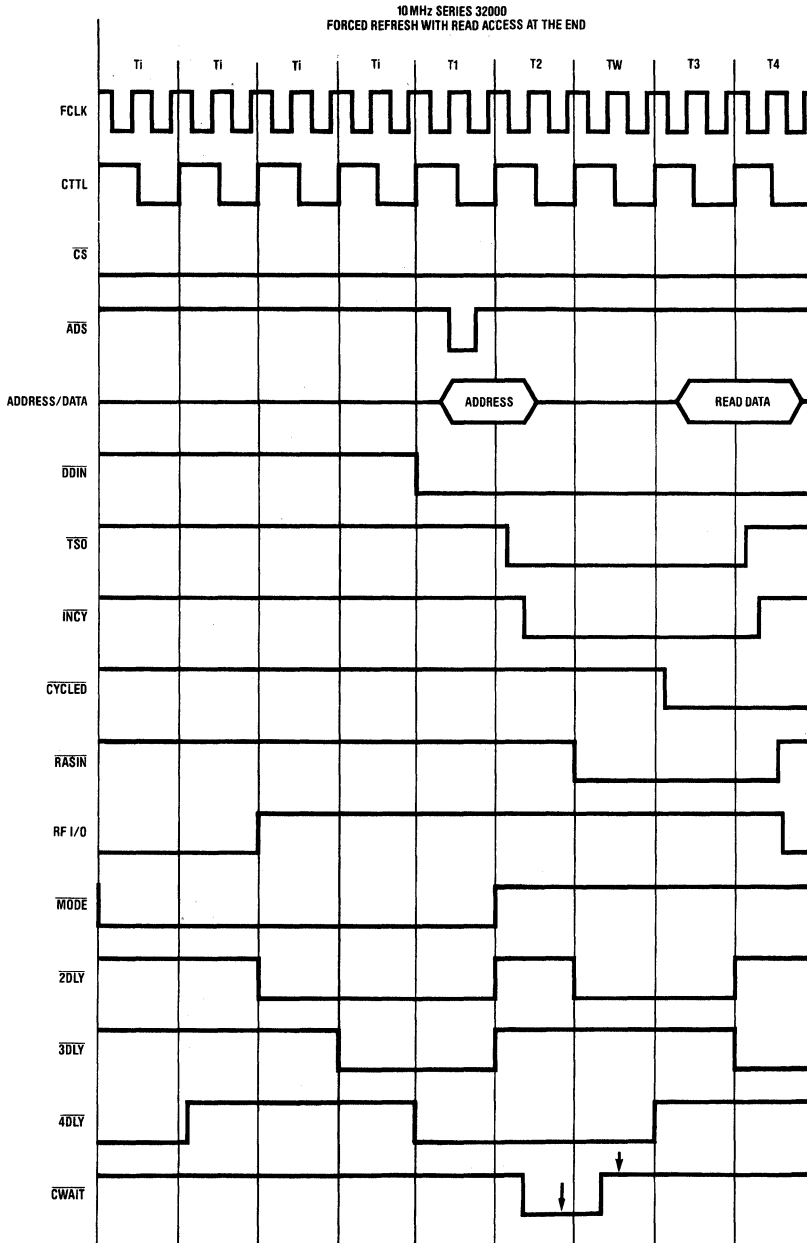 10 MHz SERIES 32000
FORCED REFRESH WITH READ ACCESS AT THE END
Ti Ti Ti Ti T1 T2 TW T3 T4
FCLK
CTTL
CS
ADS
ADDRESS/DATA ADDRESS READ DATA
DDIN
TSO
INCY
CYCLED
RASIN
RF I/O
MODE
2DLY
3DLY
4DLY
CWAIT